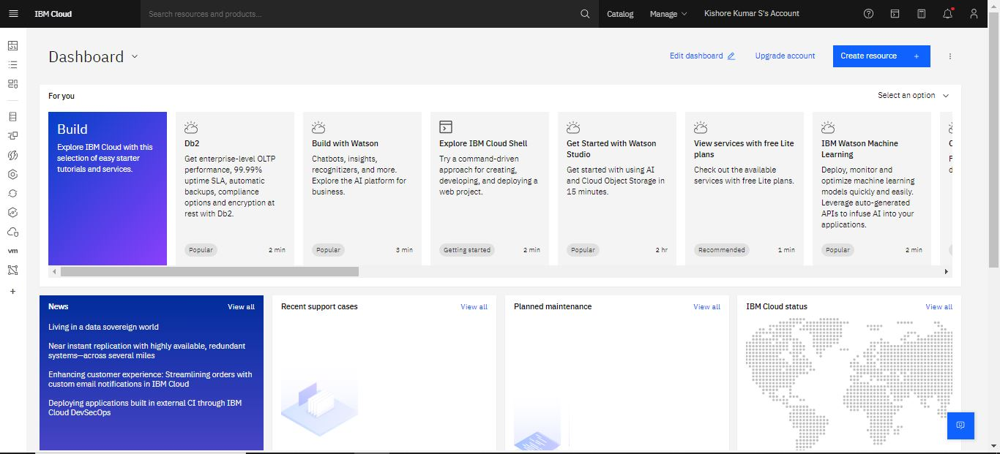 IBM Cloud
Search resources and products...
Catalog
Manage
Kishore Kumar S's Account
Dashboard
Edit dashboard
Upgrade account
Create resource +
For you
Select an option
Build
Explore IBM Cloud with this
selection of easy starter
tutorials and services.
Db2
Get enterprise-level OLTP
performance, 99.99%
uptime SLA, automatic
backups, compliance
options and encryption at
rest with Db2.
Popular
2 min
Build with Watson
Chatbots, insights,
recognizers, and more.
Explore the AI platform for
business.
Popular
3 min
Explore IBM Cloud Shell
Try a command-driven
approach for creating,
developing, and deploying a
web project.
Getting started
2 min
Get Started with Watson
Studio
Get started with using AI
and Cloud Object Storage in
15 minutes.
Popular
2 hr
View services with free Lite
plans
Check out the available
services with free Lite plans.
Recommended
1 min
IBM Watson Machine
Learning
Deploy, monitor and
optimize machine learning
models quickly and easily.
Leverage auto-generated
APIs to infuse AI into your
applications.
Popular
2 min
vm
+
News
View all
Living in a data sovereign world
Near instant replication with highly available, redundant
systems—across several miles
Enhancing customer experience: Streamlining orders with
custom email notifications in IBM Cloud
Deploying applications built in external CI through IBM
Cloud DevSecOps
Recent support cases
View all
Planned maintenance
View all
IBM Cloud status
View all